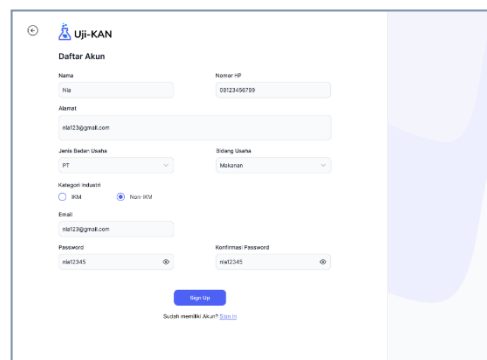 Uji-KAN
Daftar Akun
Nama
Nomor HP
Nia
08123456789
Alamat
nia123@gmail.com
Jenis Badan Usaha
Bidang Usaha
PT
Makanan
Kategori Industri
IKM
Non-IKM
Email
nia123@gmail.com
Password
Konfirmasi Password
nia12345
nia12345
Sign Up
Sudah memiliki Akun? Sign in